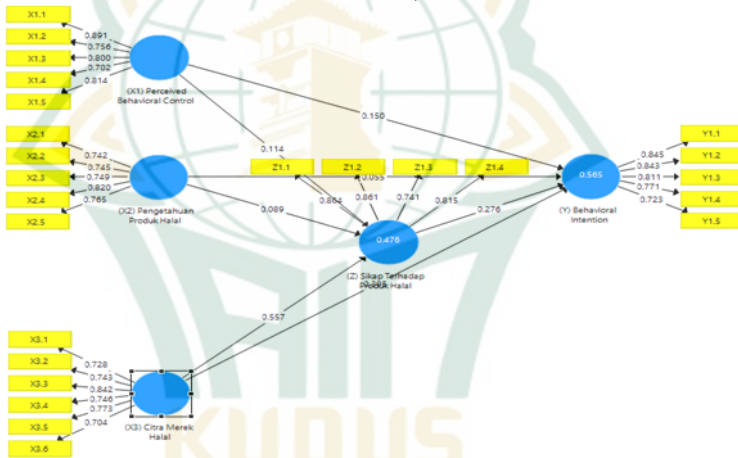 X1.1
X1.2
X1.3
X1.4
X1.5
0.891
0.756
0.800
0.702
0.814
(X1) Perceived
Behavioral Control
0.150
0.114
X2.1
X2.2
X2.3
X2.4
X2.5
0.742
0.745
0.749
0.820
0.765
(X2) Pengetahuan
Produk Halal
0.055
0.089
Z1.1
Z1.2
Z1.3
Z1.4
0.864
0.861
0.741
0.815
0.476
(Z) Sikap Terhadap
Produk Halal
0.276
0.565
(Y) Behavioral
Intention
Y1.1
Y1.2
Y1.3
Y1.4
Y1.5
0.845
0.843
0.811
0.771
0.723
0.557
X3.1
X3.2
X3.3
X3.4
X3.5
X3.6
0.728
0.743
0.842
0.746
0.773
0.704
(X3) Citra Merek
Halal
KUDUS